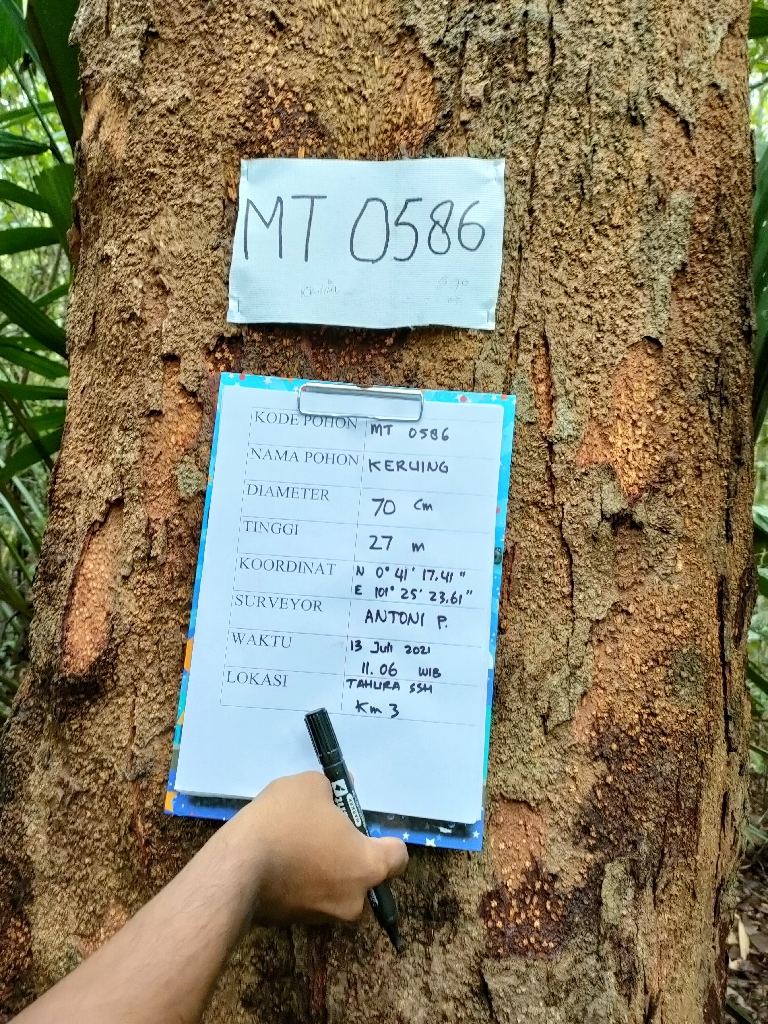 MT 0586
KODE POHON MT 0586
NAMA POHON KERUING
DIAMETER 70 cm
TINGGI 27 m
KOORDINAT N 0° 41' 17.41"
E 101° 25' 23.61"
SURVEYOR ANTONI P.
WAKTU 13 Juli 2021
11.06 WIB
LOKASI TAHURA SSH
Km 3